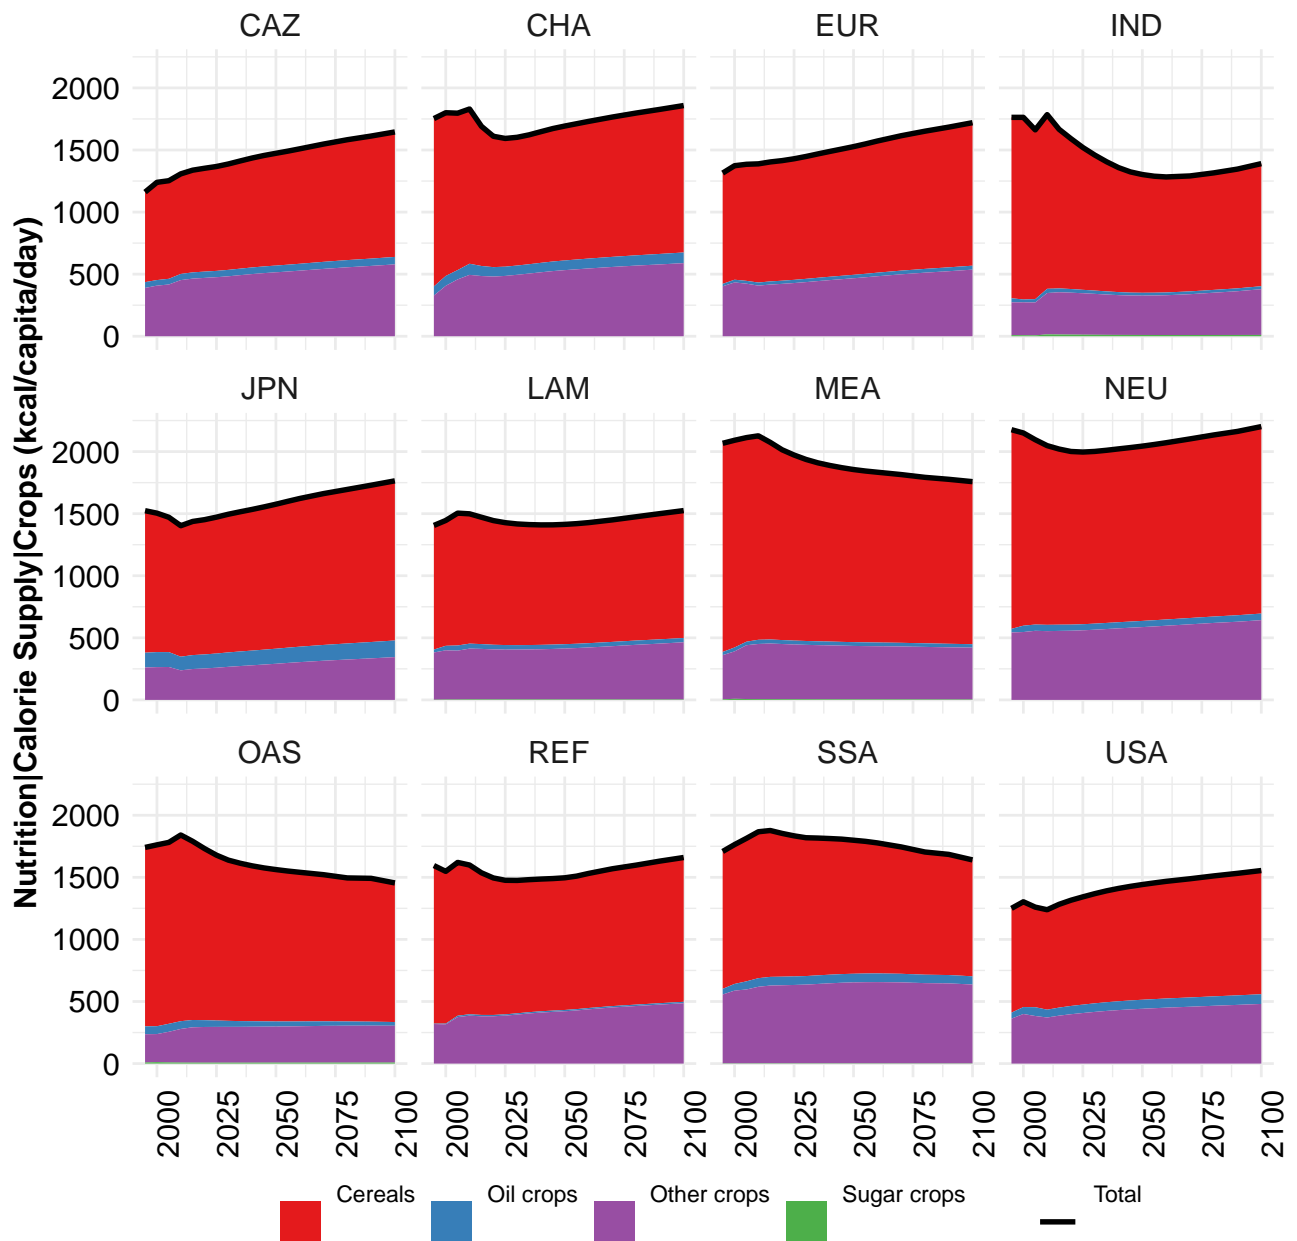 CAZ CHA EUR IND
2000
1500
1000
500
0
JPN LAM MEA NEU
2000
1500
1000
500
0
OAS REF SSA USA
2000
1500
1000
500
0
Nutrition|Calorie Supply|Crops (kcal/capita/day)
2000 2025 2050 2075 2100 2000 2025 2050 2075 2100 2000 2025 2050 2075 2100 2000 2025 2050 2075 2100
Cereals Oil crops Other crops Sugar crops Total